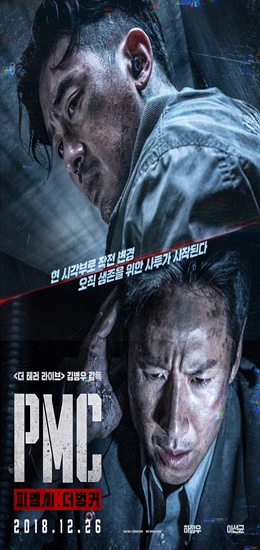 현 시각부로 작전 변경
오직 생존을 위한 사투가 시작된다
<더 테러 라이브> 김병우 감독
PMC
피엠씨:더벙커
2018.12.26
하정우 이선균